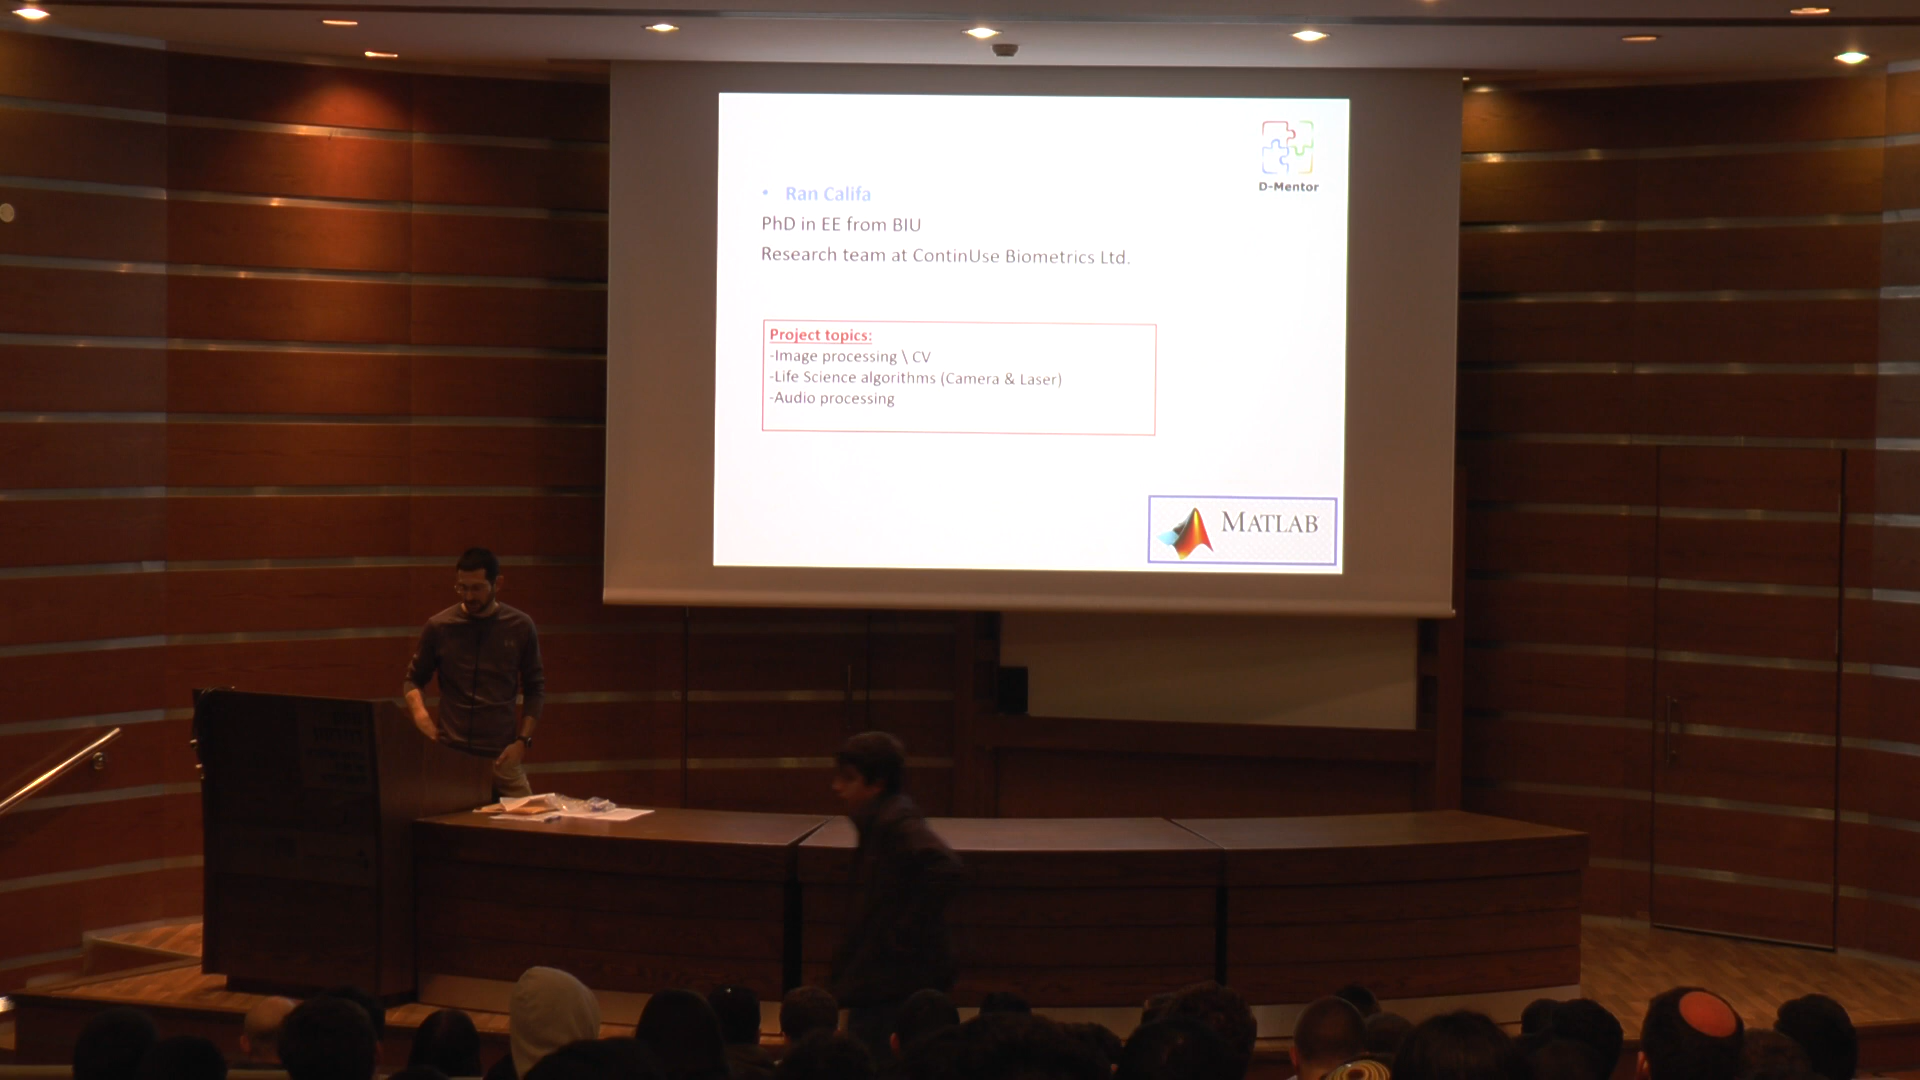 D-Mentor
• Ran Califa
PhD in EE from BIU
Research team at ContinUse Biometrics Ltd.
Project topics:
-Image processing \ CV
-Life Science algorithms (Camera & Laser)
-Audio processing
MATLAB